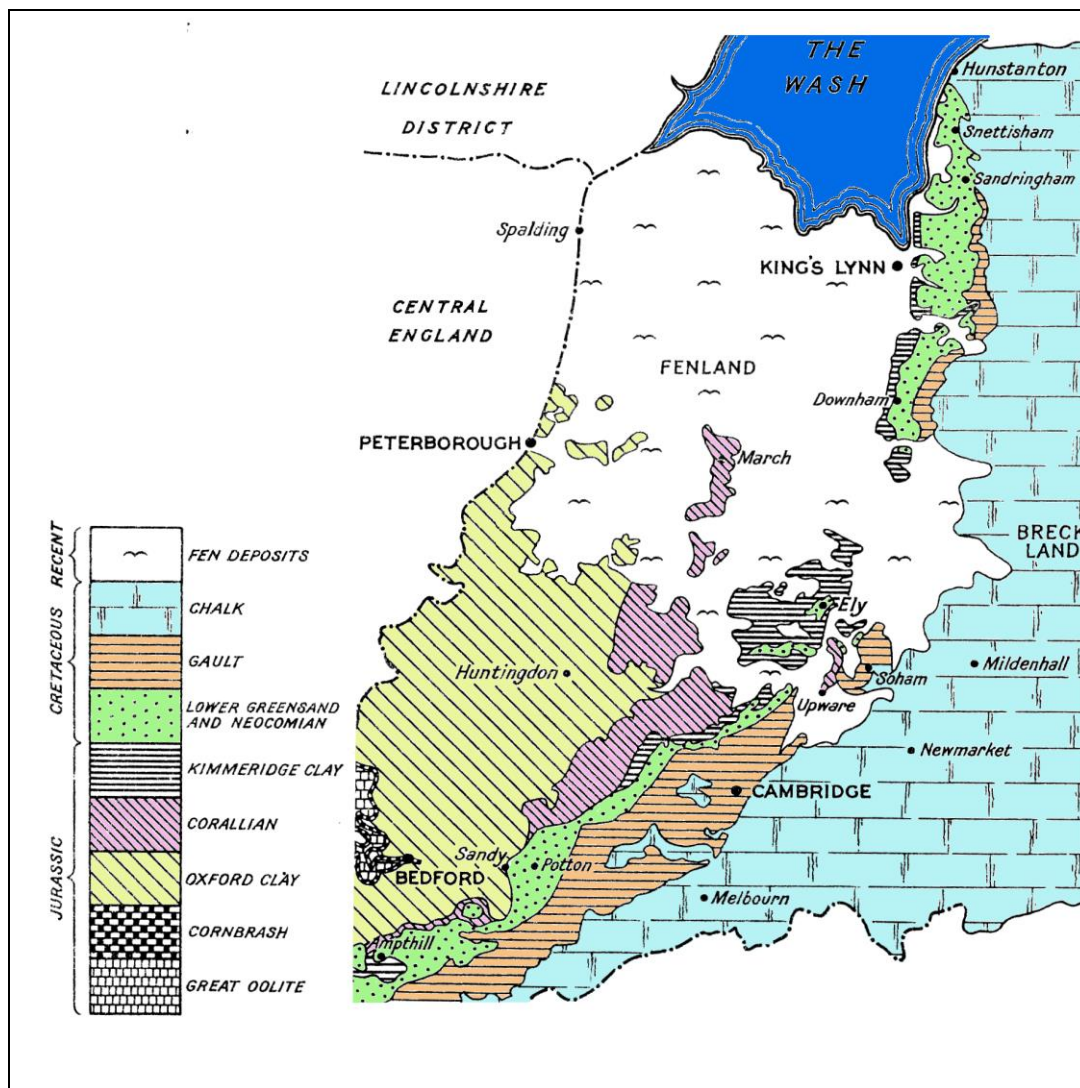 THE
WASH
Hunstanton
LINCOLNSHIRE
DISTRICT
Snettisham
Sandringham
Spalding
KING'S LYNN
CENTRAL
ENGLAND
FENLAND
Downham
PETERBOROUGH
March
BRECK
LAND
RECENT
FEN DEPOSITS
CRETACEOUS
CHALK
GAULT
LOWER GREENSAND
AND NEOCOMIAN
JURASSIC
KIMMERIDGE CLAY
CORALLIAN
OXFORD CLAY
CORNBRASH
GREAT OOLITE
Ely
Huntingdon
Soham
Mildenhall
Upware
Newmarket
CAMBRIDGE
Sandy
Potton
BEDFORD
Melbourn
Ampthill